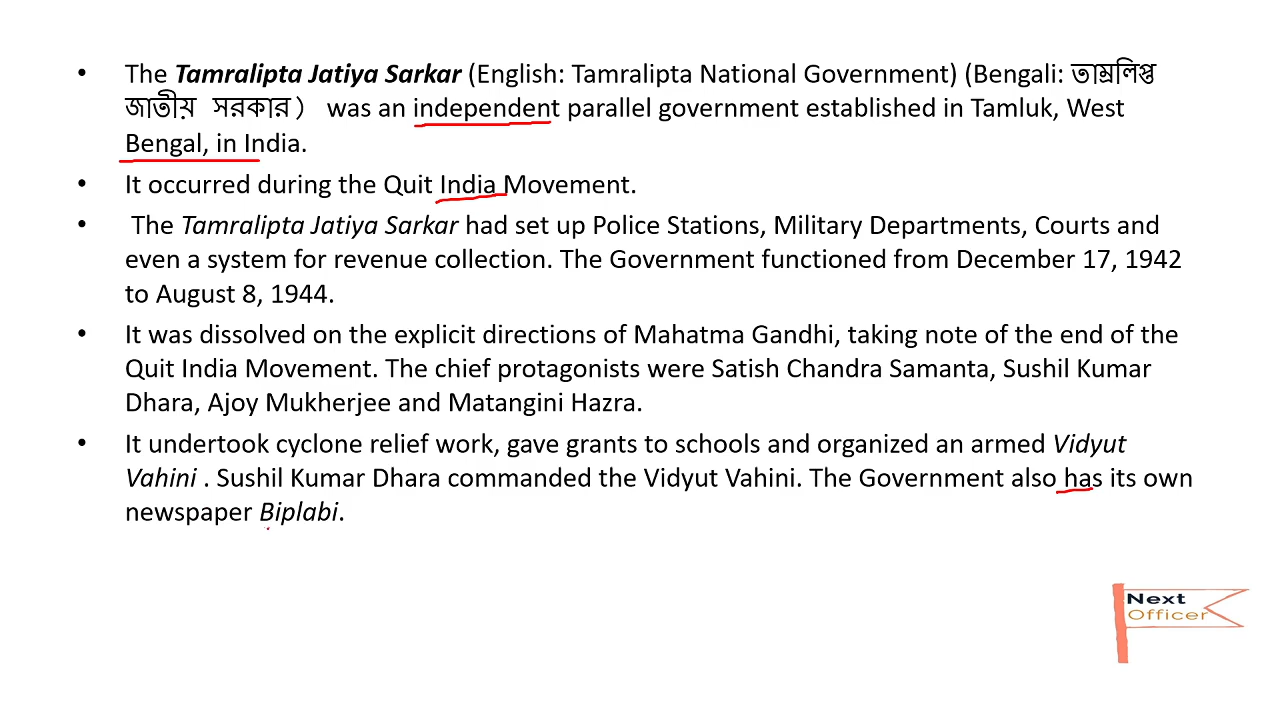 • The Tamralipta Jatiya Sarkar (English: Tamralipta National Government) (Bengali: তাম্রলিপ্ত
জাতীয় সরকার) was an independent parallel government established in Tamluk, West
Bengal, in India.
• It occurred during the Quit India Movement.
• The Tamralipta Jatiya Sarkar had set up Police Stations, Military Departments, Courts and
even a system for revenue collection. The Government functioned from December 17, 1942
to August 8, 1944.
• It was dissolved on the explicit directions of Mahatma Gandhi, taking note of the end of the
Quit India Movement. The chief protagonists were Satish Chandra Samanta, Sushil Kumar
Dhara, Ajoy Mukherjee and Matangini Hazra.
• It undertook cyclone relief work, gave grants to schools and organized an armed Vidyut
Vahini . Sushil Kumar Dhara commanded the Vidyut Vahini. The Government also has its own
newspaper Biplabi.
Next
Officer